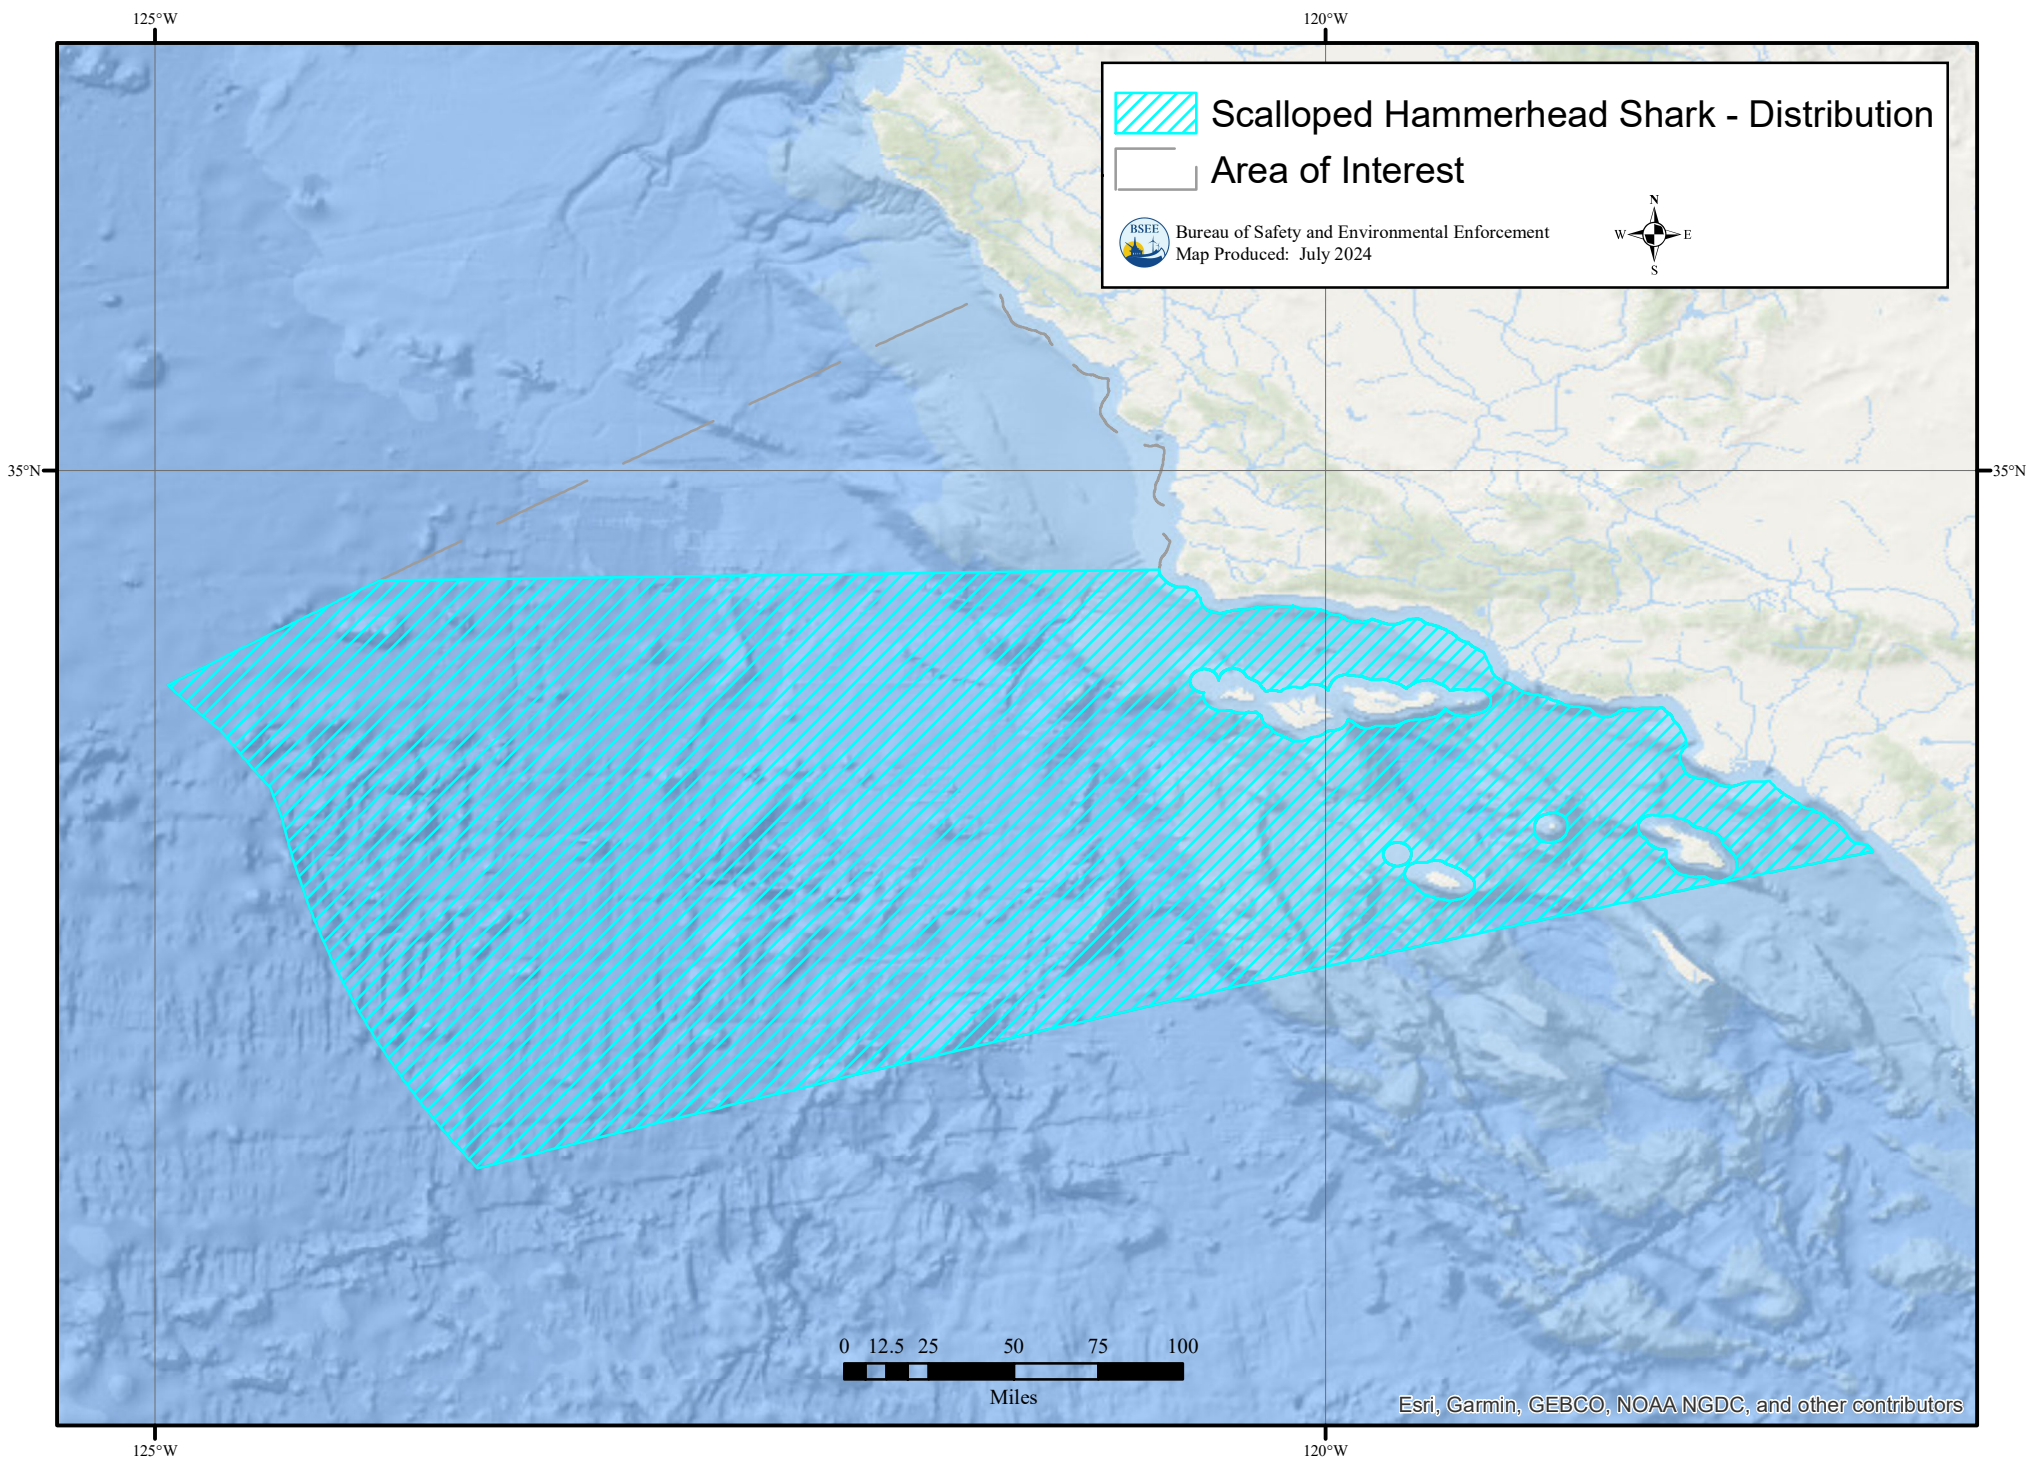 125°W
120°W
Scalloped Hammerhead Shark - Distribution
Area of Interest
BSEE
Bureau of Safety and Environmental Enforcement
Map Produced: July 2024
N
W
E
S
35°N
35°N
0 12.5 25 50 75 100
Miles
Esri, Garmin, GEBCO, NOAA NGDC, and other contributors
125°W
120°W